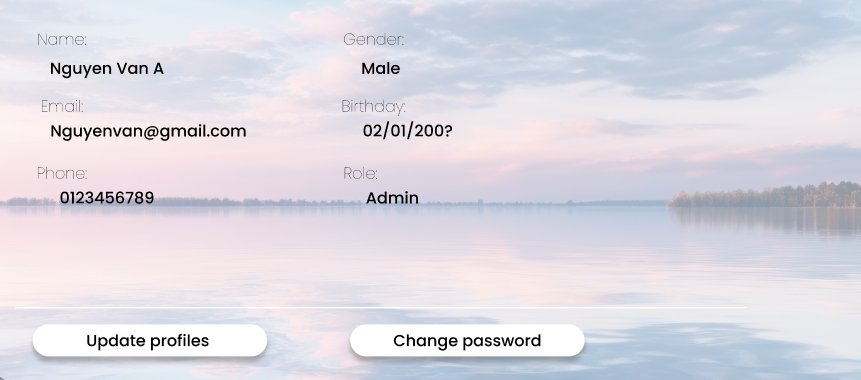 Name:
Nguyen Van A
Gender:
Male
Email:
Nguyenvan@gmail.com
Birthday:
02/01/200?
Phone:
0123456789
Role:
Admin
Update profiles
Change password